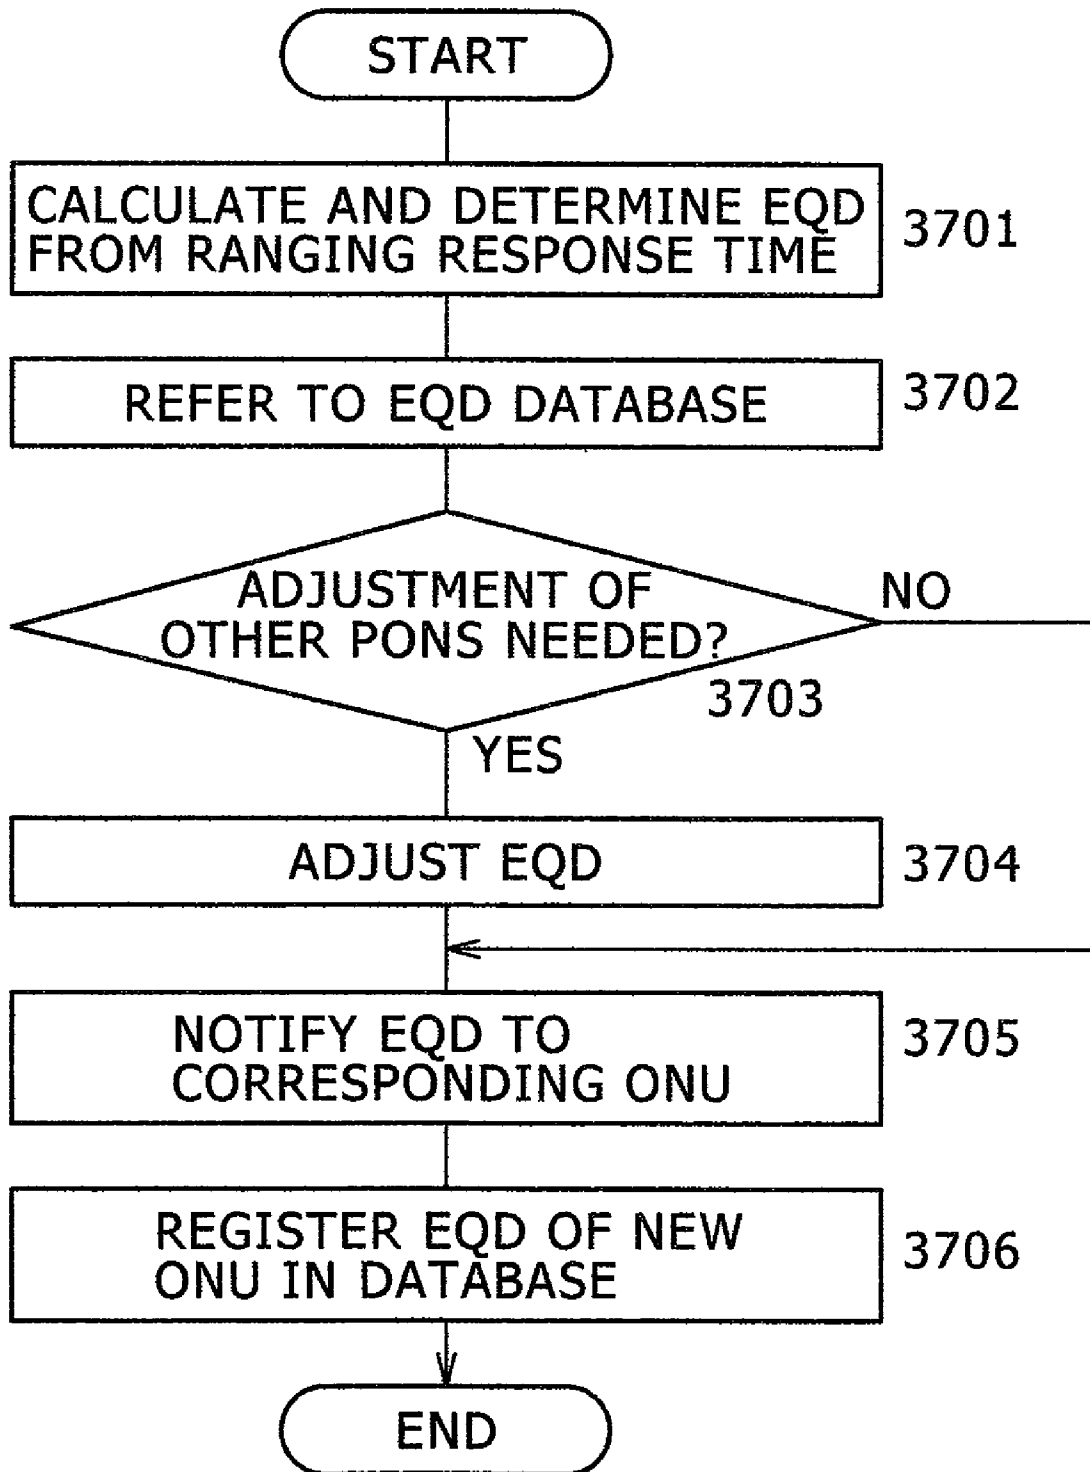 START
CALCULATE AND DETERMINE EQD
FROM RANGING RESPONSE TIME
3701
REFER TO EQD DATABASE
3702
ADJUSTMENT OF
OTHER PONS NEEDED?
NO
3703
YES
ADJUST EQD
3704
NOTIFY EQD TO
CORRESPONDING ONU
3705
REGISTER EQD OF NEW
ONU IN DATABASE
3706
END